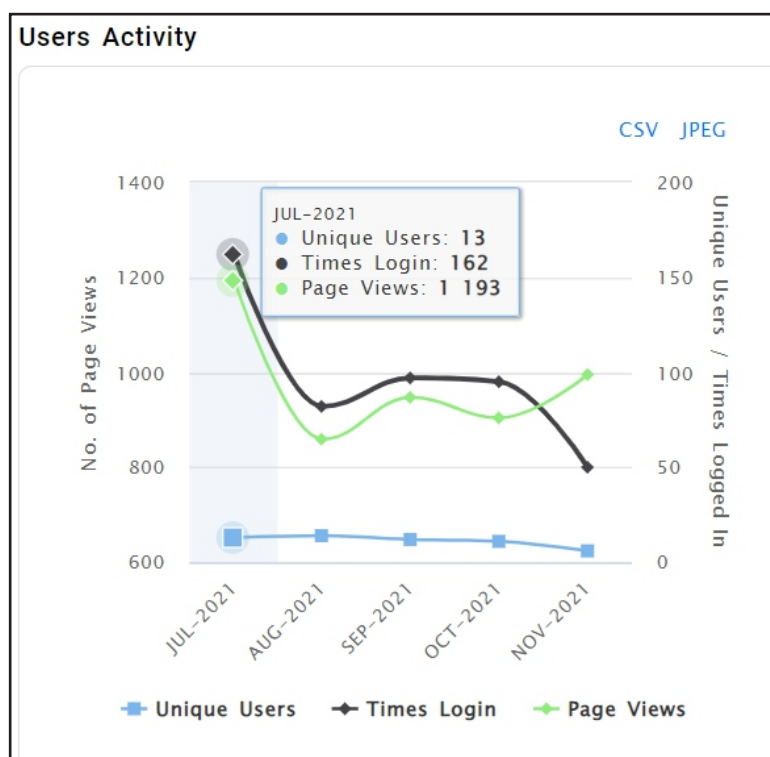 Users Activity
CSV JPEG
1400
1200
1000
800
600
No. of Page Views
200
150
100
50
0
Unique Users / Times Logged In
JUL-2021
Unique Users: 13
Times Login: 162
Page Views: 1 193
JUL-2021
AUG-2021
SEP-2021
OCT-2021
NOV-2021
Unique Users Times Login Page Views